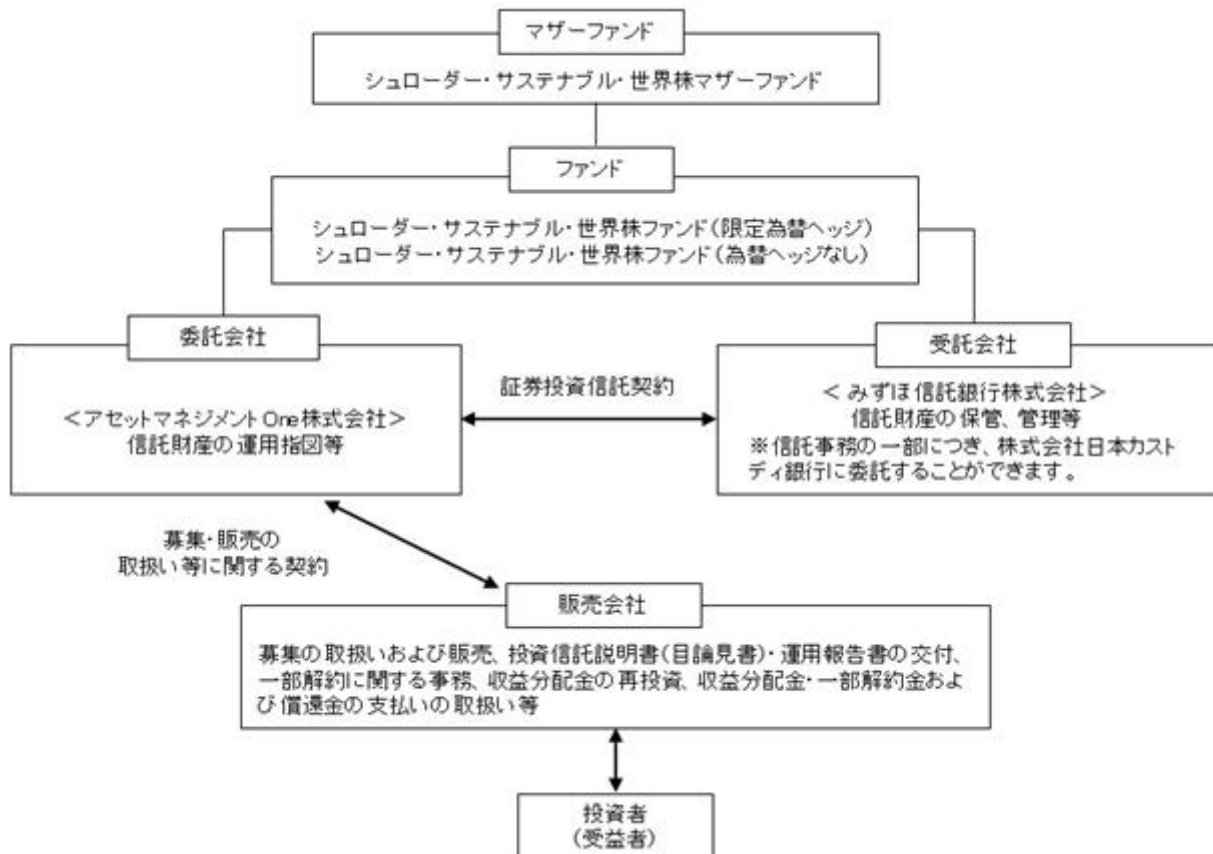 マザーファンド
シュローダー・サステナブル・世界株マザーファンド
ファンド
シュローダー・サステナブル・世界株ファンド(限定為替ヘッジ)
シュローダー・サステナブル・世界株ファンド(為替ヘッジなし)
委託会社
＜アセットマネジメントOne株式会社＞
信託財産の運用指図等
証券投資信託契約
受託会社
＜みずほ信託銀行株式会社＞
信託財産の保管、管理等
※信託事務の一部につき、株式会社日本カスト
ディ銀行に委託することができます。
募集・販売の
取扱い等に関する契約
販売会社
募集の取扱いおよび販売、投資信託説明書(目論見書)・運用報告書の交付、
一部解約に関する事務、収益分配金の再投資、収益分配金・一部解約金およ
び償還金の支払いの取扱い等
投資者
(受益者)